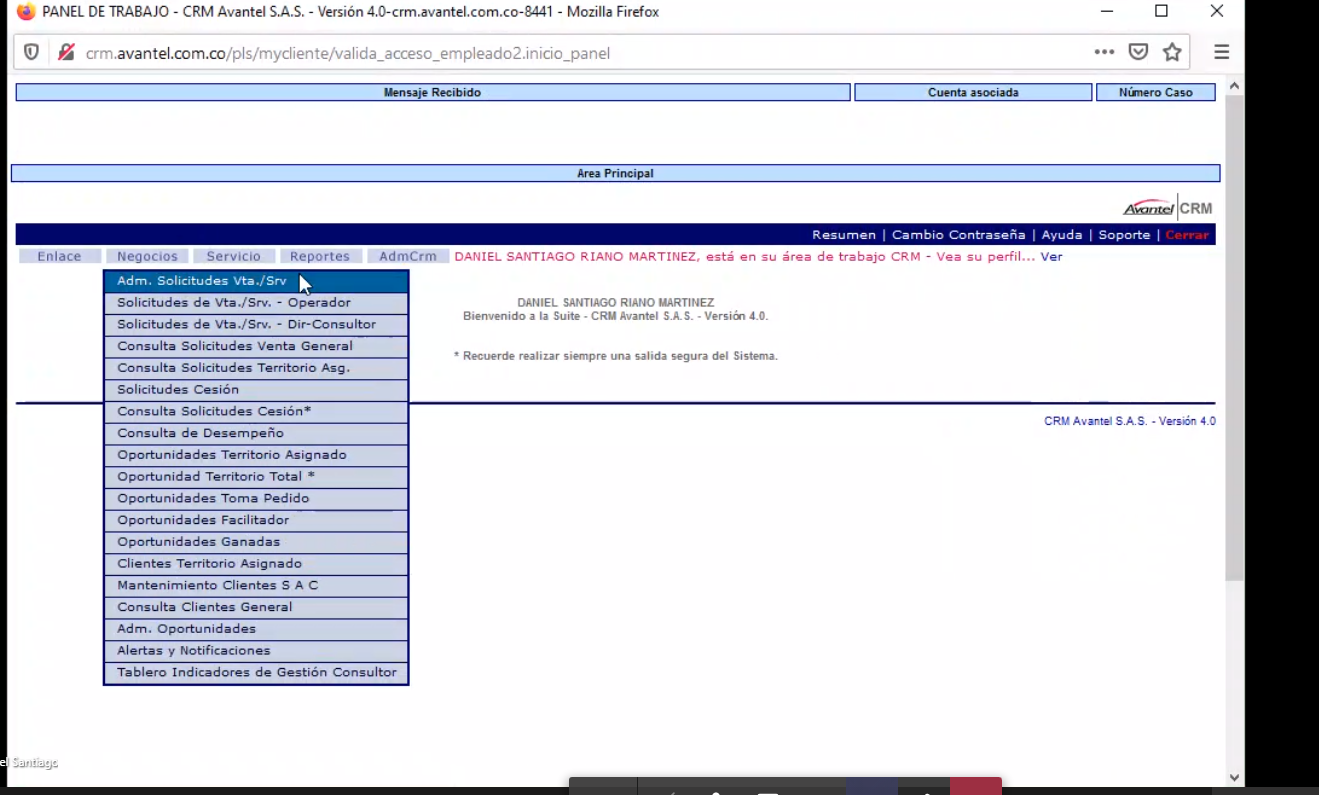 PANEL DE TRABAJO - CRM Avantel S.A.S. - Versión 4.0-crm.avantel.com.co-8441 - Mozilla Firefox
crm.avantel.com.co/pls/mycliente/valida_acceso_empleado2.inicio_panel
Mensaje Recibido Cuenta asociada Número Caso
Area Principal
Avantel CRM
Resumen | Cambio Contraseña | Ayuda | Soporte | Cerrar
Enlace Negocios Servicio Reportes AdmCrm DANIEL SANTIAGO RIANO MARTINEZ, está en su área de trabajo CRM - Vea su perfil... Ver
Adm. Solicitudes Vta./Srv
Solicitudes de Vta./Srv. - Operador
Solicitudes de Vta./Srv. - Dir-Consultor
Consulta Solicitudes Venta General
Consulta Solicitudes Territorio Asg.
Solicitudes Cesión
Consulta Solicitudes Cesión*
Consulta de Desempeño
Oportunidades Territorio Asignado
Oportunidad Territorio Total *
Oportunidades Toma Pedido
Oportunidades Facilitador
Oportunidades Ganadas
Clientes Territorio Asignado
Mantenimiento Clientes S A C
Consulta Clientes General
Adm. Oportunidades
Alertas y Notificaciones
Tablero Indicadores de Gestión Consultor
DANIEL SANTIAGO RIANO MARTINEZ
Bienvenido a la Suite - CRM Avantel S.A.S. - Versión 4.0.
* Recuerde realizar siempre una salida segura del Sistema.
CRM Avantel S.A.S. - Versión 4.0
el Santiago